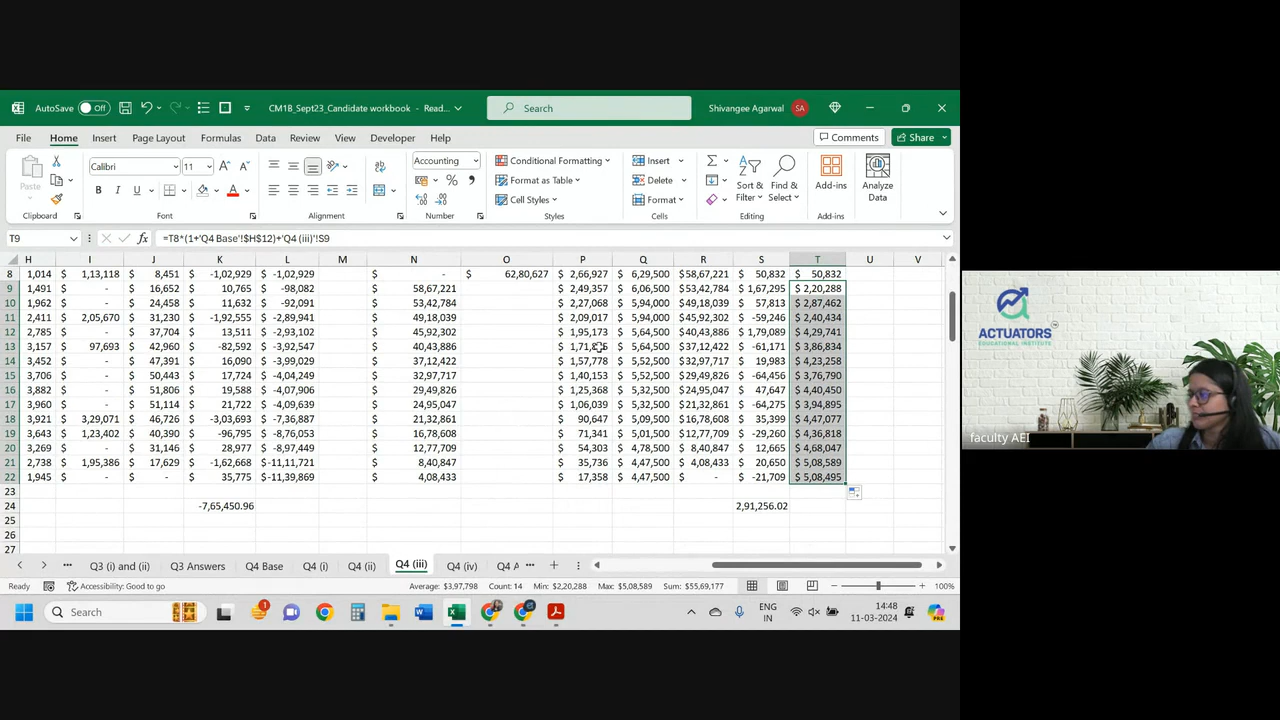 AutoSave Off CM1B_Sept23_Candidate workbook - Read... Search Shivangee Agarwal SA
File Home Insert Page Layout Formulas Data Review View Developer Help Comments Share
Paste Calibri 11 Accounting Conditional Formatting Insert Sort & Filter Find & Select Add-ins Analyze Data
B I U Format as Table Delete
Cell Styles Format
Clipboard Font Alignment Number Styles Cells Editing Add-ins
T9 fx =T8*(1+'Q4 Base'!$H$12)+'Q4 (iii)'!S9
H I J K L M N O P Q R S T U V
8 1,014 $ 1,13,118 $ 8,451 $ -1,02,929 $ -1,02,929 $ - $ 62,80,627 $ 2,66,927 $ 6,29,500 $58,67,221 $ 50,832 $ 50,832
9 1,491 $ - $ 16,652 $ 10,765 $ -98,082 $ 58,67,221 $ 2,49,357 $ 6,06,500 $53,42,784 $ 1,67,295 $ 2,20,288
10 1,962 $ - $ 24,458 $ 11,632 $ -92,091 $ 53,42,784 $ 2,27,068 $ 5,94,000 $49,18,039 $ 57,813 $ 2,87,462
11 2,411 $ 2,05,670 $ 31,230 $ -1,92,555 $ -2,89,941 $ 49,18,039 $ 2,09,017 $ 5,94,000 $45,92,302 $ -59,246 $ 2,40,434
12 2,785 $ - $ 37,704 $ 13,511 $ -2,93,102 $ 45,92,302 $ 1,95,173 $ 5,64,500 $40,43,886 $ 1,79,089 $ 4,29,741
13 3,157 $ 97,693 $ 42,960 $ -82,592 $ -3,92,547 $ 40,43,886 $ $ 5,64,500 $37,12,422 $ -61,171 $ 3,86,834
14 3,452 $ - $ 47,391 $ 16,090 $ -3,96,029 $ 37,12,422 $ 1,57,778 $ 5,52,500 $32,97,717 $ 19,983 $ 4,23,258
15 3,706 $ - $ 50,443 $ 17,724 $ -4,04,249 $ 32,97,717 $ 1,40,153 $ 5,52,500 $29,49,826 $ -64,456 $ 3,76,790
16 3,882 $ - $ 51,806 $ 19,588 $ -4,07,906 $ 29,49,826 $ 1,25,368 $ 5,32,500 $24,95,047 $ 47,647 $ 4,40,450
17 3,960 $ - $ 51,114 $ 21,722 $ -4,09,639 $ 24,95,047 $ 1,06,039 $ 5,32,500 $21,32,861 $ -64,275 $ 3,94,895
18 3,921 $ 3,29,071 $ 46,726 $ -3,03,693 $ -7,36,887 $ 21,32,861 $ 90,647 $ 5,09,500 $16,78,608 $ 35,399 $ 4,47,077
19 3,643 $ 1,23,402 $ 40,390 $ -96,795 $ -8,76,053 $ 16,78,608 $ 71,341 $ 5,01,500 $12,77,709 $ -29,260 $ 4,36,818
20 3,269 $ - $ 31,146 $ 28,977 $ -8,97,449 $ 12,77,709 $ 54,303 $ 4,78,500 $ 8,40,847 $ 12,665 $ 4,68,047
21 2,738 $ 1,95,386 $ 17,629 $ -1,62,668 $-11,11,721 $ 8,40,847 $ 35,736 $ 4,47,500 $ 4,08,433 $ 20,650 $ 5,08,589
22 1,945 $ - $ - $ 35,775 $-11,39,869 $ 4,08,433 $ 17,358 $ 4,47,500 $ - $ -21,709 $ 5,08,495
23
24 -7,65,450.96 2,91,256.02
25
26
27
Q3 (i) and (ii) Q3 Answers Q4 Base Q4 (i) Q4 (ii) Q4 (iii) Q4 (iv) Q4 A
Ready Accessibility: Good to go Average: $3,97,798 Count: 14 Min: $2,20,288 Max: $5,08,589 Sum: $55,69,177 100%
Search 1 ENG IN 14:48 11-03-2024
ACTUATORS
EDUCATIONAL INSTITUTE
faculty AEI